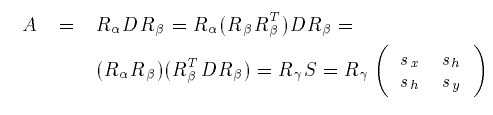 A = R_α D R_β = R_α (R_β R_β^T) D R_β =
(R_α R_β)(R_β^T D R_β) = R_γ S = R_γ ( s_x s_h
s_h s_y )